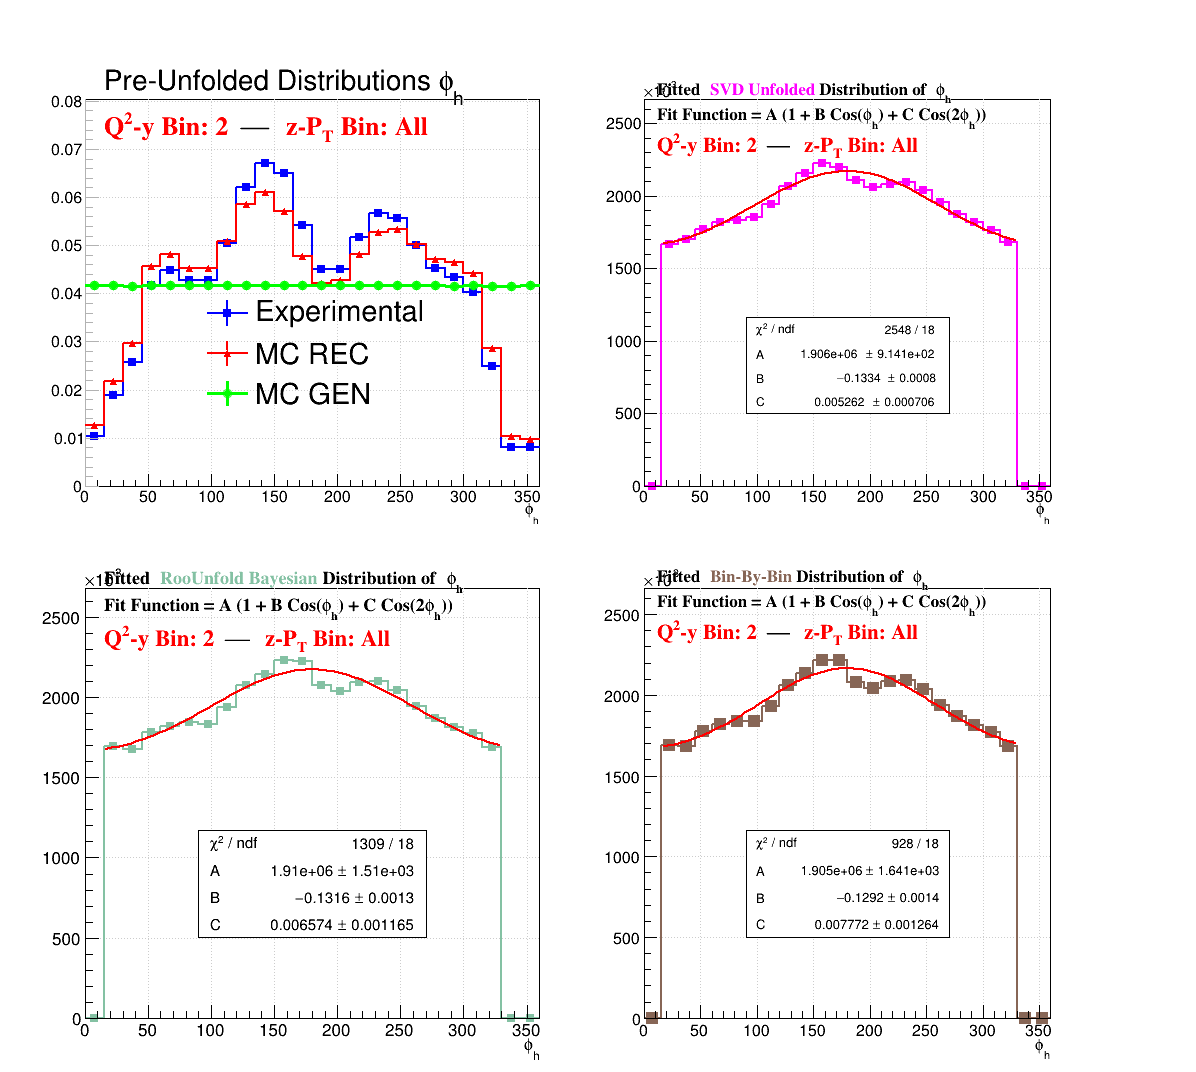 Pre-Unfolded Distributions ϕh
Q²-y Bin: 2 — z-PT Bin: All
0.08
0.07
0.06
0.05
0.04
0.03
0.02
0.01
0
Experimental
MC REC
MC GEN
0 50 100 150 200 250 300 350
ϕh
Fitted SVD Unfolded Distribution of ϕh
Fit Function = A (1 + B Cos(ϕh) + C Cos(2ϕh))
Q²-y Bin: 2 — z-PT Bin: All
2500
2000
1500
1000
500
0
χ² / ndf 2548 / 18
A 1.906e+06 ± 9.141e+02
B −0.1334 ± 0.0008
C 0.005262 ± 0.000706
0 50 100 150 200 250 300 350
ϕh
Fitted RooUnfold Bayesian Distribution of ϕh
Fit Function = A (1 + B Cos(ϕh) + C Cos(2ϕh))
Q²-y Bin: 2 — z-PT Bin: All
2500
2000
1500
1000
500
0
χ² / ndf 1309 / 18
A 1.91e+06 ± 1.51e+03
B −0.1316 ± 0.0013
C 0.006574 ± 0.001165
0 50 100 150 200 250 300 350
ϕh
Fitted Bin-By-Bin Distribution of ϕh
Fit Function = A (1 + B Cos(ϕh) + C Cos(2ϕh))
Q²-y Bin: 2 — z-PT Bin: All
2500
2000
1500
1000
500
0
χ² / ndf 928 / 18
A 1.905e+06 ± 1.641e+03
B −0.1292 ± 0.0014
C 0.007772 ± 0.001264
0 50 100 150 200 250 300 350
ϕh